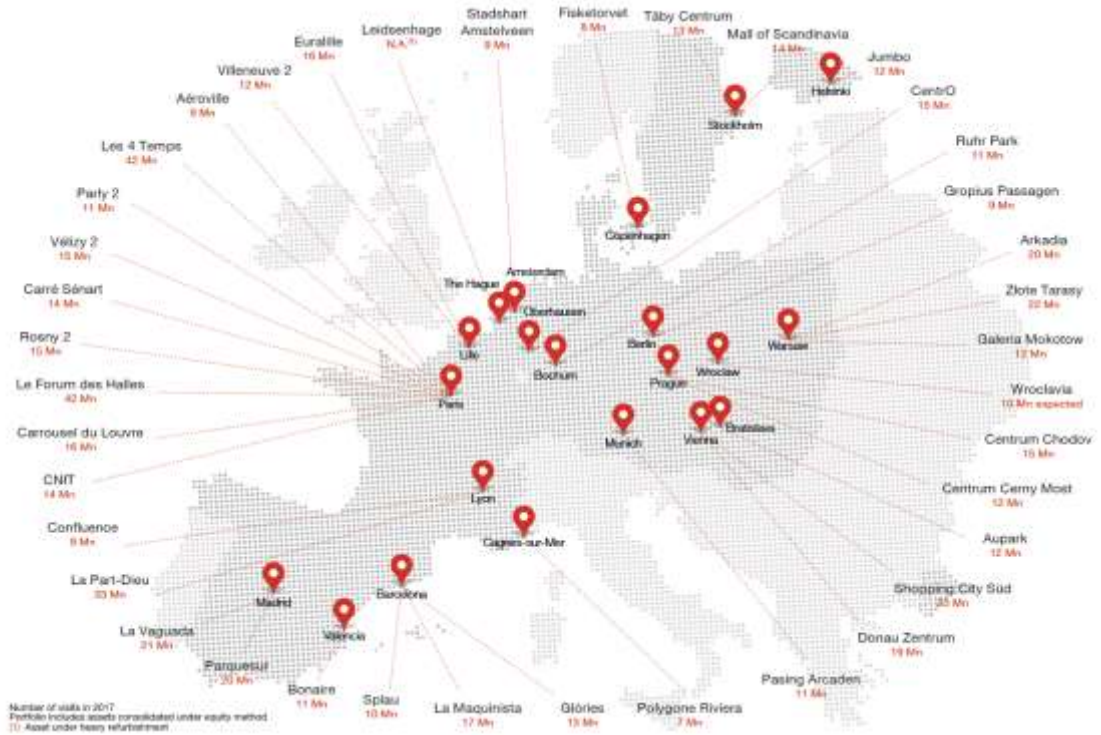 Stadshart
Amstelveen
9 Mn
Fisketorvet
8 Mn
Täby Centrum
13 Mn
Mall of Scandinavia
14 Mn
Leidsenhage
N.A.(1)
Euralille
16 Mn
Jumbo
12 Mn
Villeneuve 2
12 Mn
CentrO
15 Mn
Aéroville
9 Mn
Ruhr Park
11 Mn
Les 4 Temps
42 Mn
Gropius Passagen
9 Mn
Parly 2
11 Mn
Arkadia
20 Mn
Vélizy 2
15 Mn
Zlote Tarasy
22 Mn
Carré Sénart
14 Mn
Galeria Mokotow
12 Mn
Rosny 2
15 Mn
Wroclavia
10 Mn expected
Le Forum des Halles
42 Mn
Centrum Chodov
15 Mn
Carrousel du Louvre
16 Mn
Centrum Cerny Most
12 Mn
CNIT
14 Mn
Aupark
12 Mn
Confluence
9 Mn
Shopping City Süd
La Part-Dieu
Donau Zentrum
19 Mn
La Vaguada
21 Mn
Pasing Arcaden
11 Mn
Parquesur
20 Mn
Bonaire
11 Mn
Splau
10 Mn
La Maquinista
17 Mn
Glòries
13 Mn
Polygone Riviera
7 Mn
Helsinki
Stockholm
Copenhagen
Amsterdam
The Hague
Oberhausen
Lille
Bochum
Berlin
Warsaw
Wroclaw
Prague
Paris
Munich
Vienna
Bratislava
Lyon
Cagnes-sur-Mer
Madrid
Barcelona
Valencia
Number of visits in 2017
Portfolio includes assets consolidated under equity method
(1) Asset under heavy refurbishment